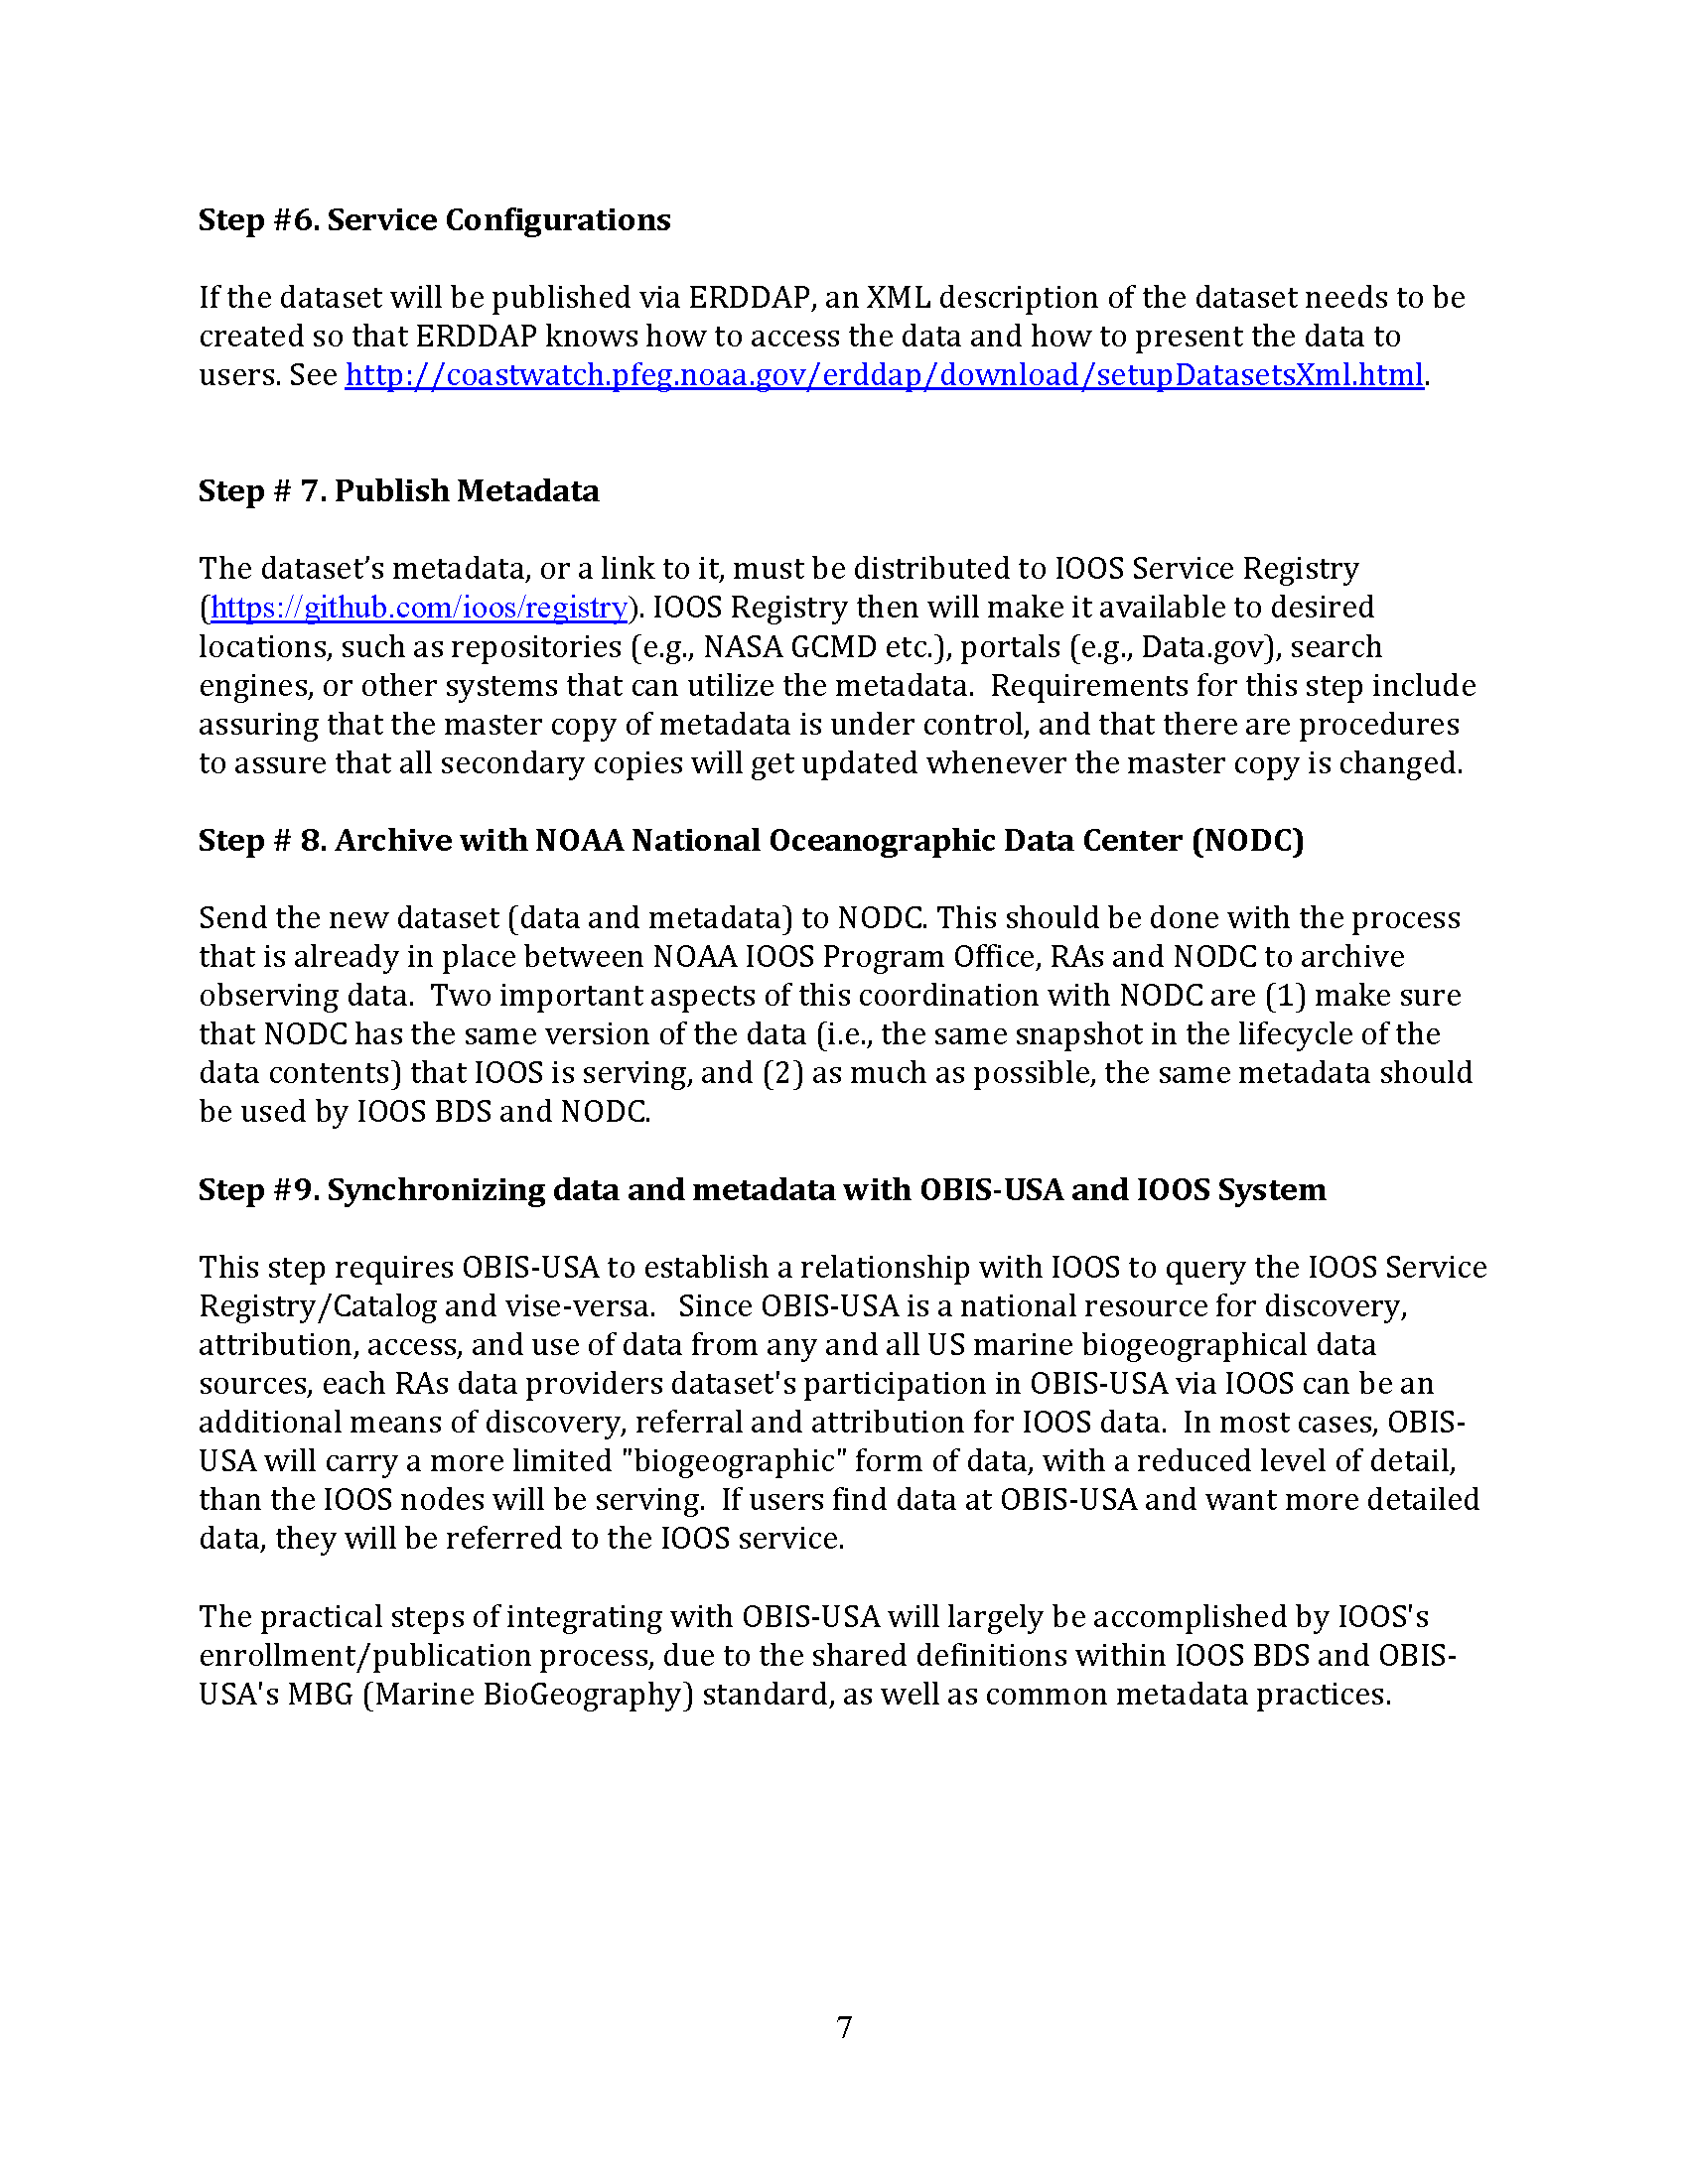 Step #6. Service Configurations
If the dataset will be published via ERDDAP, an XML description of the dataset needs to be
created so that ERDDAP knows how to access the data and how to present the data to
users. See http://coastwatch.pfeg.noaa.gov/erddap/download/setupDatasetsXml.html.
Step # 7. Publish Metadata
The dataset’s metadata, or a link to it, must be distributed to IOOS Service Registry
(https://github.com/ioos/registry). IOOS Registry then will make it available to desired
locations, such as repositories (e.g., NASA GCMD etc.), portals (e.g., Data.gov), search
engines, or other systems that can utilize the metadata.  Requirements for this step include
assuring that the master copy of metadata is under control, and that there are procedures
to assure that all secondary copies will get updated whenever the master copy is changed.
Step # 8. Archive with NOAA National Oceanographic Data Center (NODC)
Send the new dataset (data and metadata) to NODC. This should be done with the process
that is already in place between NOAA IOOS Program Office, RAs and NODC to archive
observing data.  Two important aspects of this coordination with NODC are (1) make sure
that NODC has the same version of the data (i.e., the same snapshot in the lifecycle of the
data contents) that IOOS is serving, and (2) as much as possible, the same metadata should
be used by IOOS BDS and NODC.
Step #9. Synchronizing data and metadata with OBIS-USA and IOOS System
This step requires OBIS-USA to establish a relationship with IOOS to query the IOOS Service
Registry/Catalog and vise-versa.   Since OBIS-USA is a national resource for discovery,
attribution, access, and use of data from any and all US marine biogeographical data
sources, each RAs data providers dataset's participation in OBIS-USA via IOOS can be an
additional means of discovery, referral and attribution for IOOS data.  In most cases, OBIS-
USA will carry a more limited "biogeographic" form of data, with a reduced level of detail,
than the IOOS nodes will be serving.  If users find data at OBIS-USA and want more detailed
data, they will be referred to the IOOS service.
The practical steps of integrating with OBIS-USA will largely be accomplished by IOOS's
enrollment/publication process, due to the shared definitions within IOOS BDS and OBIS-
USA's MBG (Marine BioGeography) standard, as well as common metadata practices.
7